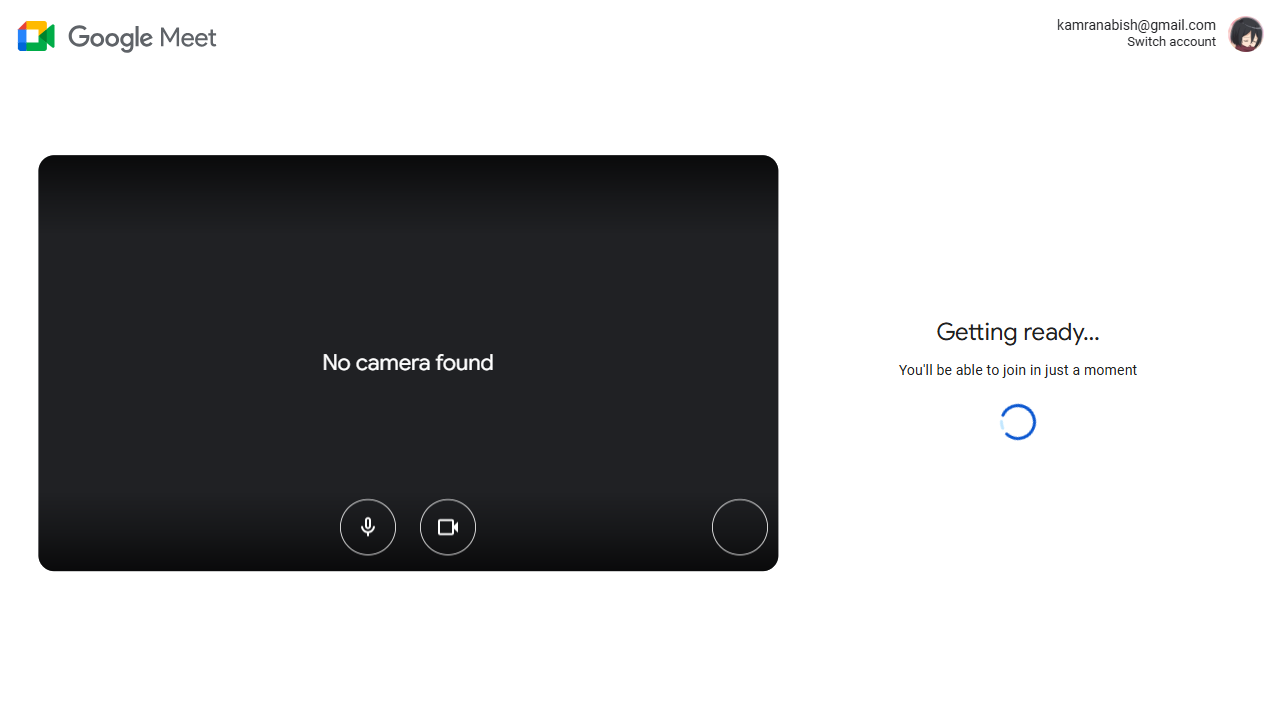 Google Meet
kamranabish@gmail.com
Switch account
No camera found
Getting ready...
You'll be able to join in just a moment